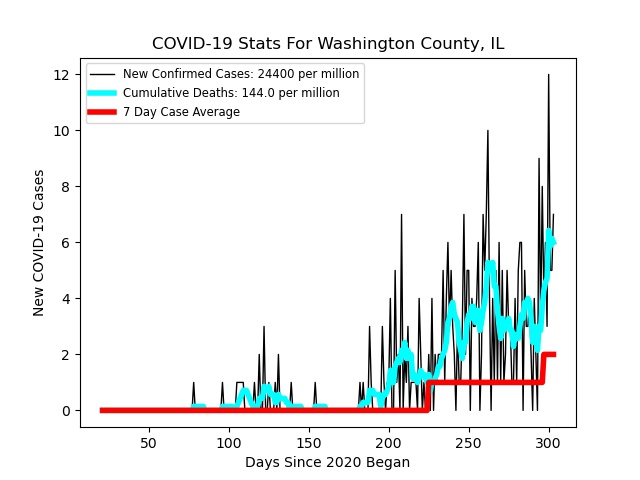 COVID-19 Stats For Washington County, IL
New Confirmed Cases: 24400 per million
Cumulative Deaths: 144.0 per million
7 Day Case Average
New COVID-19 Cases
12
10
8
6
4
2
0
50 100 150 200 250 300
Days Since 2020 Began